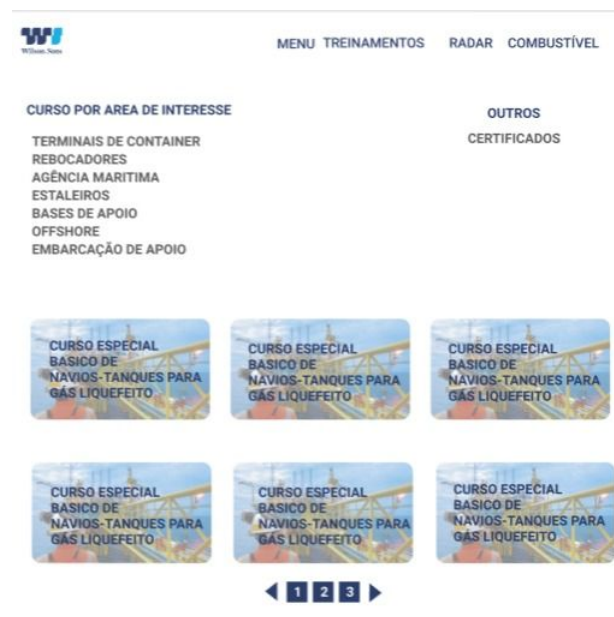 Wilson, Sons
MENU TREINAMENTOS RADAR COMBUSTÍVEL
CURSO POR AREA DE INTERESSE
TERMINAIS DE CONTAINER
REBOCADORES
AGÊNCIA MARITIMA
ESTALEIROS
BASES DE APOIO
OFFSHORE
EMBARCAÇÃO DE APOIO
OUTROS
CERTIFICADOS
CURSO ESPECIAL
BASICO DE
NAVIOS-TANQUES PARA
GÁS LIQUEFEITO
CURSO ESPECIAL
BASICO DE
NAVIOS-TANQUES PARA
GÁS LIQUEFEITO
CURSO ESPECIAL
BASICO DE
NAVIOS-TANQUES PARA
GÁS LIQUEFEITO
CURSO ESPECIAL
BASICO DE
NAVIOS-TANQUES PARA
GÁS LIQUEFEITO
CURSO ESPECIAL
BASICO DE
NAVIOS-TANQUES PARA
GÁS LIQUEFEITO
CURSO ESPECIAL
BASICO DE
NAVIOS-TANQUES PARA
GÁS LIQUEFEITO
1 2 3